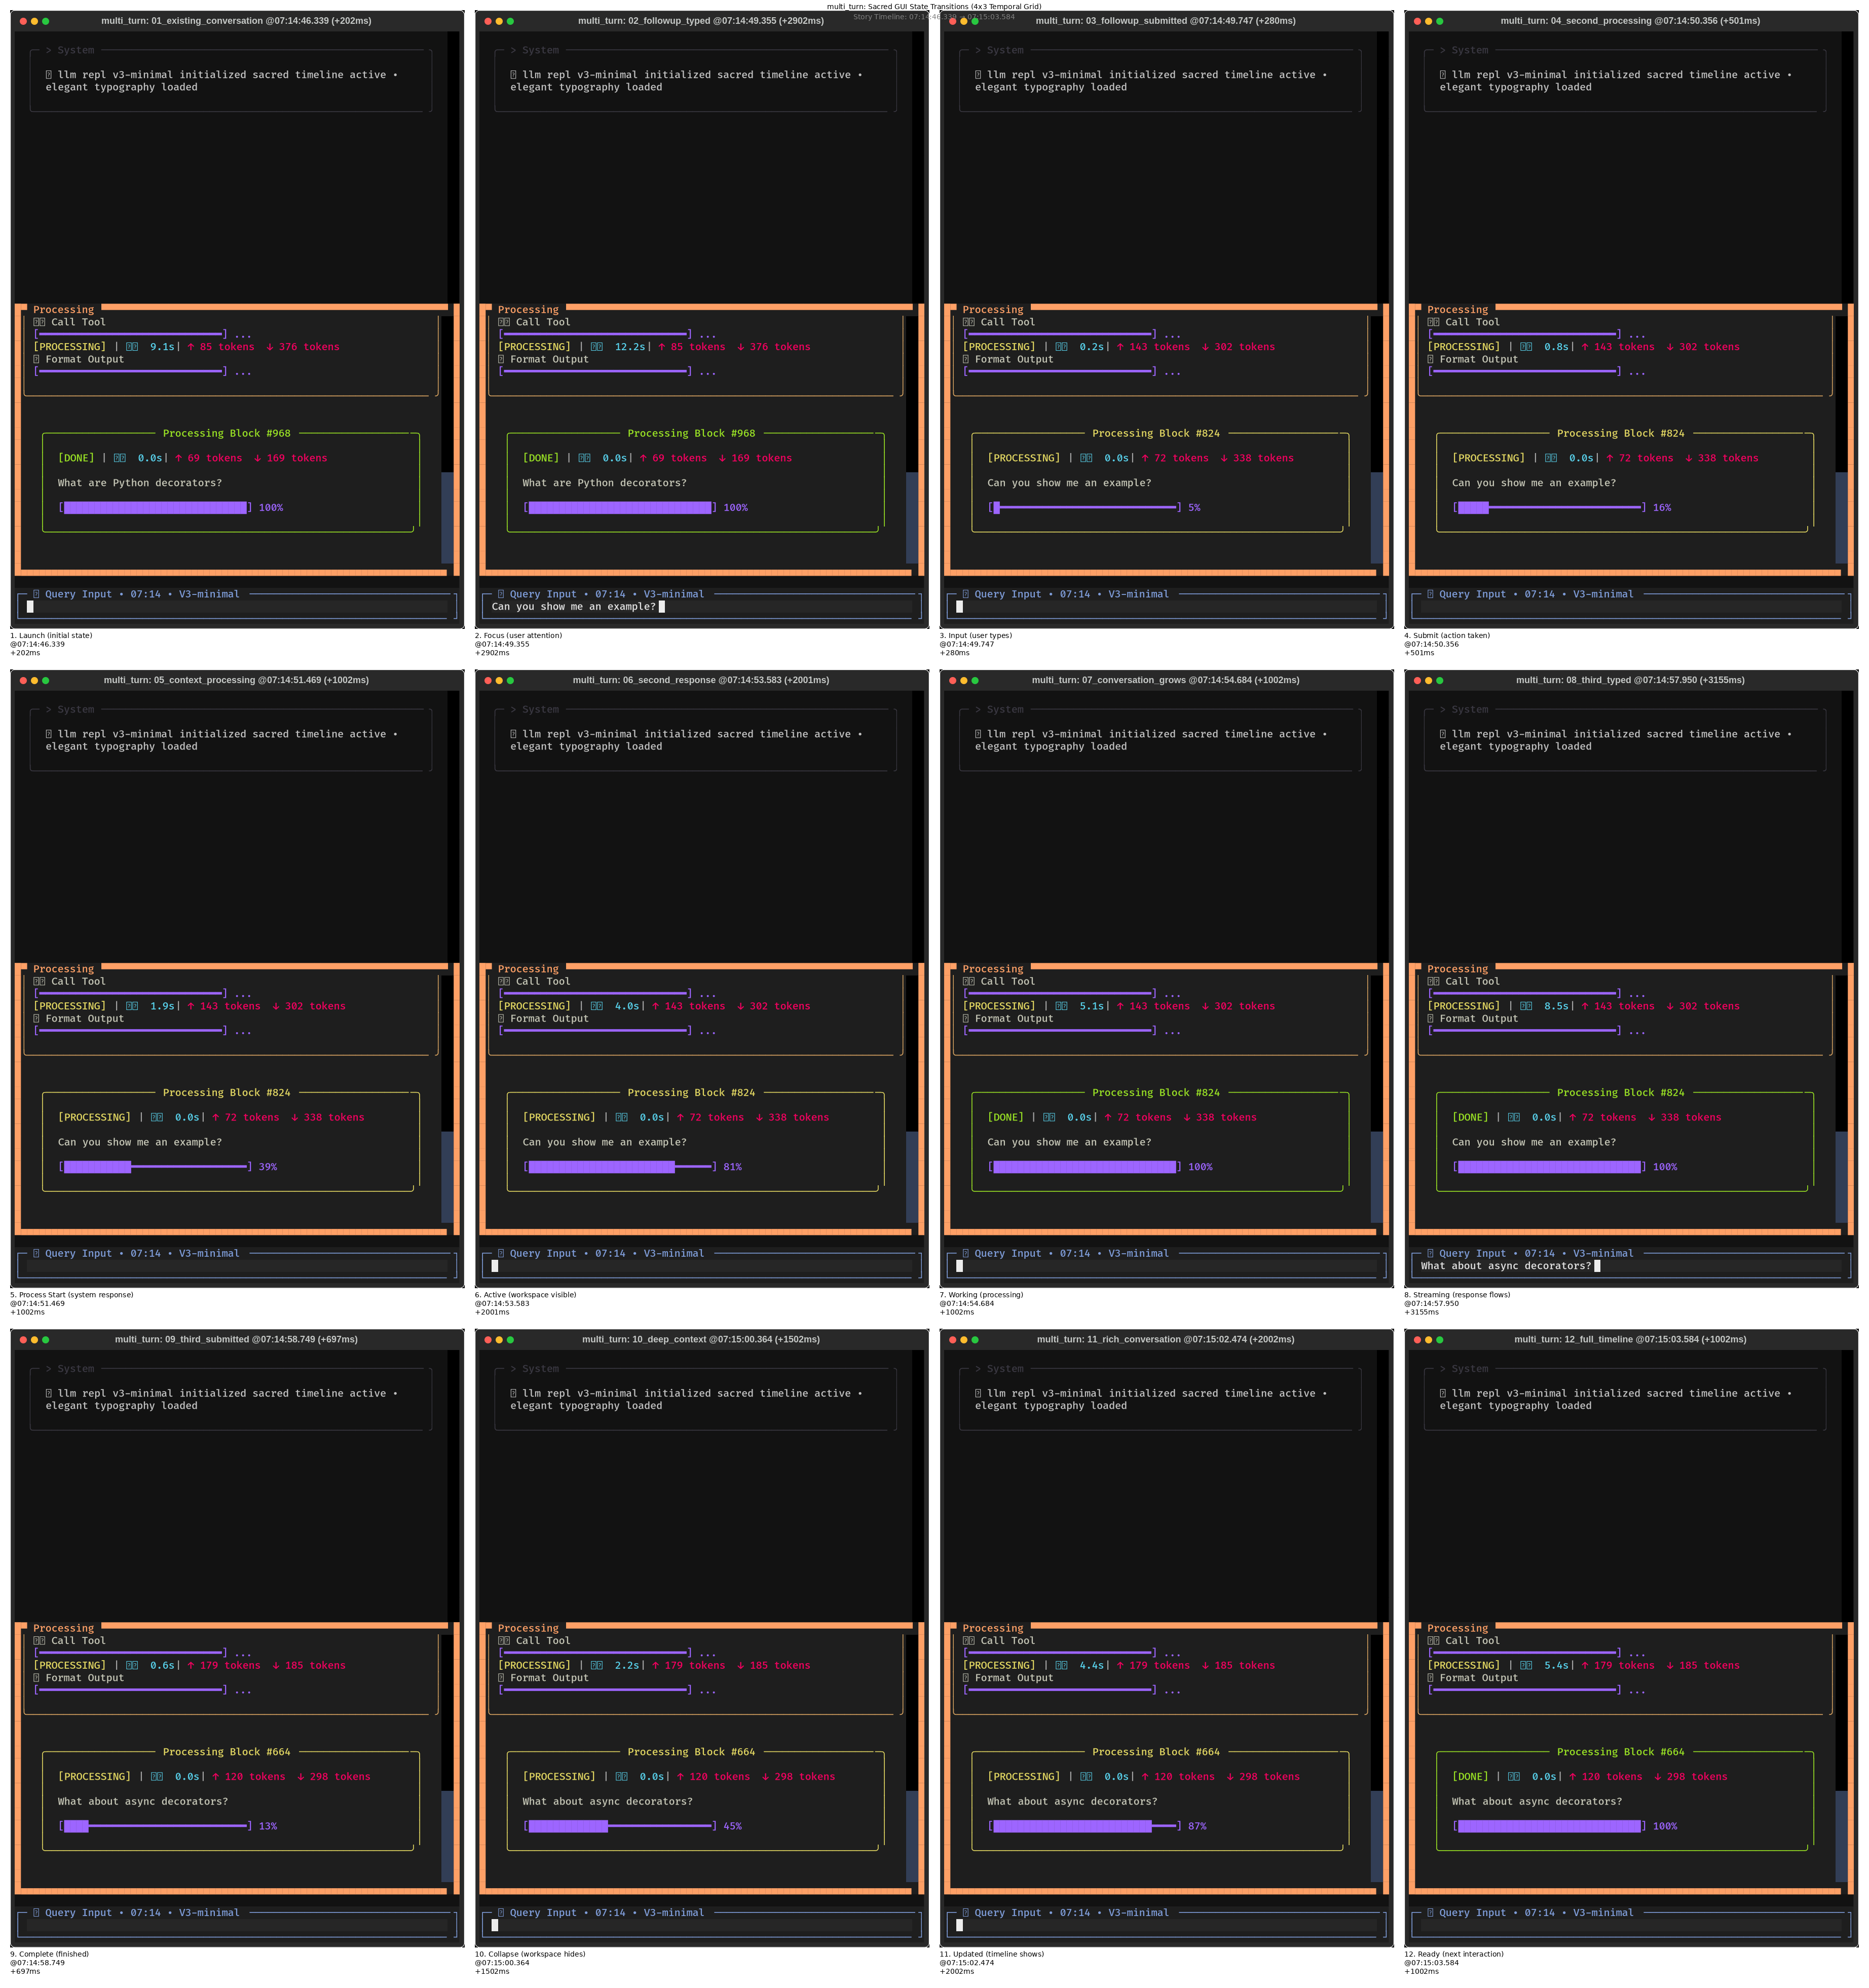 multi_turn: Sacred GUI State Transitions (4x3 Temporal Grid)
Story Timeline: 07:14:46.339 → 07:15:03.584
multi_turn: 01_existing_conversation @07:14:46.339 (+202ms)
> System
llm repl v3-minimal initialized sacred timeline active •
elegant typography loaded
Processing
Call Tool
[━━━━━━━━━━━━━━━━━━━━━━━━━━━━━━] ...
[PROCESSING] | 9.1s| ↑ 85 tokens ↓ 376 tokens
Format Output
[━━━━━━━━━━━━━━━━━━━━━━━━━━━━━━] ...
Processing Block #968
[DONE] | 0.0s| ↑ 69 tokens ↓ 169 tokens
What are Python decorators?
[██████████████████████████████] 100%
Query Input • 07:14 • V3-minimal
1. Launch (initial state)
@07:14:46.339
+202ms
multi_turn: 02_followup_typed @07:14:49.355 (+2902ms)
> System
llm repl v3-minimal initialized sacred timeline active •
elegant typography loaded
Processing
Call Tool
[━━━━━━━━━━━━━━━━━━━━━━━━━━━━━━] ...
[PROCESSING] | 12.2s| ↑ 85 tokens ↓ 376 tokens
Format Output
[━━━━━━━━━━━━━━━━━━━━━━━━━━━━━━] ...
Processing Block #968
[DONE] | 0.0s| ↑ 69 tokens ↓ 169 tokens
What are Python decorators?
[██████████████████████████████] 100%
Query Input • 07:14 • V3-minimal
Can you show me an example?
2. Focus (user attention)
@07:14:49.355
+2902ms
multi_turn: 03_followup_submitted @07:14:49.747 (+280ms)
> System
llm repl v3-minimal initialized sacred timeline active •
elegant typography loaded
Processing
Call Tool
[━━━━━━━━━━━━━━━━━━━━━━━━━━━━━━] ...
[PROCESSING] | 0.2s| ↑ 143 tokens ↓ 302 tokens
Format Output
[━━━━━━━━━━━━━━━━━━━━━━━━━━━━━━] ...
Processing Block #824
[PROCESSING] | 0.0s| ↑ 72 tokens ↓ 338 tokens
Can you show me an example?
[█━━━━━━━━━━━━━━━━━━━━━━━━━━━━━] 5%
Query Input • 07:14 • V3-minimal
3. Input (user types)
@07:14:49.747
+280ms
multi_turn: 04_second_processing @07:14:50.356 (+501ms)
> System
llm repl v3-minimal initialized sacred timeline active •
elegant typography loaded
Processing
Call Tool
[━━━━━━━━━━━━━━━━━━━━━━━━━━━━━━] ...
[PROCESSING] | 0.8s| ↑ 143 tokens ↓ 302 tokens
Format Output
[━━━━━━━━━━━━━━━━━━━━━━━━━━━━━━] ...
Processing Block #824
[PROCESSING] | 0.0s| ↑ 72 tokens ↓ 338 tokens
Can you show me an example?
[█████━━━━━━━━━━━━━━━━━━━━━━━━━] 16%
Query Input • 07:14 • V3-minimal
4. Submit (action taken)
@07:14:50.356
+501ms
multi_turn: 05_context_processing @07:14:51.469 (+1002ms)
> System
llm repl v3-minimal initialized sacred timeline active •
elegant typography loaded
Processing
Call Tool
[━━━━━━━━━━━━━━━━━━━━━━━━━━━━━━] ...
[PROCESSING] | 1.9s| ↑ 143 tokens ↓ 302 tokens
Format Output
[━━━━━━━━━━━━━━━━━━━━━━━━━━━━━━] ...
Processing Block #824
[PROCESSING] | 0.0s| ↑ 72 tokens ↓ 338 tokens
Can you show me an example?
[███████████━━━━━━━━━━━━━━━━━━━] 39%
Query Input • 07:14 • V3-minimal
5. Process Start (system response)
@07:14:51.469
+1002ms
multi_turn: 06_second_response @07:14:53.583 (+2001ms)
> System
llm repl v3-minimal initialized sacred timeline active •
elegant typography loaded
Processing
Call Tool
[━━━━━━━━━━━━━━━━━━━━━━━━━━━━━━] ...
[PROCESSING] | 4.0s| ↑ 143 tokens ↓ 302 tokens
Format Output
[━━━━━━━━━━━━━━━━━━━━━━━━━━━━━━] ...
Processing Block #824
[PROCESSING] | 0.0s| ↑ 72 tokens ↓ 338 tokens
Can you show me an example?
[████████████████████████━━━━━━] 81%
Query Input • 07:14 • V3-minimal
6. Active (workspace visible)
@07:14:53.583
+2001ms
multi_turn: 07_conversation_grows @07:14:54.684 (+1002ms)
> System
llm repl v3-minimal initialized sacred timeline active •
elegant typography loaded
Processing
Call Tool
[━━━━━━━━━━━━━━━━━━━━━━━━━━━━━━] ...
[PROCESSING] | 5.1s| ↑ 143 tokens ↓ 302 tokens
Format Output
[━━━━━━━━━━━━━━━━━━━━━━━━━━━━━━] ...
Processing Block #824
[DONE] | 0.0s| ↑ 72 tokens ↓ 338 tokens
Can you show me an example?
[██████████████████████████████] 100%
Query Input • 07:14 • V3-minimal
7. Working (processing)
@07:14:54.684
+1002ms
multi_turn: 08_third_typed @07:14:57.950 (+3155ms)
> System
llm repl v3-minimal initialized sacred timeline active •
elegant typography loaded
Processing
Call Tool
[━━━━━━━━━━━━━━━━━━━━━━━━━━━━━━] ...
[PROCESSING] | 8.5s| ↑ 143 tokens ↓ 302 tokens
Format Output
[━━━━━━━━━━━━━━━━━━━━━━━━━━━━━━] ...
Processing Block #824
[DONE] | 0.0s| ↑ 72 tokens ↓ 338 tokens
Can you show me an example?
[██████████████████████████████] 100%
Query Input • 07:14 • V3-minimal
What about async decorators?
8. Streaming (response flows)
@07:14:57.950
+3155ms
multi_turn: 09_third_submitted @07:14:58.749 (+697ms)
> System
llm repl v3-minimal initialized sacred timeline active •
elegant typography loaded
Processing
Call Tool
[━━━━━━━━━━━━━━━━━━━━━━━━━━━━━━] ...
[PROCESSING] | 0.6s| ↑ 179 tokens ↓ 185 tokens
Format Output
[━━━━━━━━━━━━━━━━━━━━━━━━━━━━━━] ...
Processing Block #664
[PROCESSING] | 0.0s| ↑ 120 tokens ↓ 298 tokens
What about async decorators?
[████━━━━━━━━━━━━━━━━━━━━━━━━━━] 13%
Query Input • 07:14 • V3-minimal
9. Complete (finished)
@07:14:58.749
+697ms
multi_turn: 10_deep_context @07:15:00.364 (+1502ms)
> System
llm repl v3-minimal initialized sacred timeline active •
elegant typography loaded
Processing
Call Tool
[━━━━━━━━━━━━━━━━━━━━━━━━━━━━━━] ...
[PROCESSING] | 2.2s| ↑ 179 tokens ↓ 185 tokens
Format Output
[━━━━━━━━━━━━━━━━━━━━━━━━━━━━━━] ...
Processing Block #664
[PROCESSING] | 0.0s| ↑ 120 tokens ↓ 298 tokens
What about async decorators?
[█████████████━━━━━━━━━━━━━━━━━] 45%
Query Input • 07:14 • V3-minimal
10. Collapse (workspace hides)
@07:15:00.364
+1502ms
multi_turn: 11_rich_conversation @07:15:02.474 (+2002ms)
> System
llm repl v3-minimal initialized sacred timeline active •
elegant typography loaded
Processing
Call Tool
[━━━━━━━━━━━━━━━━━━━━━━━━━━━━━━] ...
[PROCESSING] | 4.4s| ↑ 179 tokens ↓ 185 tokens
Format Output
[━━━━━━━━━━━━━━━━━━━━━━━━━━━━━━] ...
Processing Block #664
[PROCESSING] | 0.0s| ↑ 120 tokens ↓ 298 tokens
What about async decorators?
[██████████████████████████━━━━] 87%
Query Input • 07:14 • V3-minimal
11. Updated (timeline shows)
@07:15:02.474
+2002ms
multi_turn: 12_full_timeline @07:15:03.584 (+1002ms)
> System
llm repl v3-minimal initialized sacred timeline active •
elegant typography loaded
Processing
Call Tool
[━━━━━━━━━━━━━━━━━━━━━━━━━━━━━━] ...
[PROCESSING] | 5.4s| ↑ 179 tokens ↓ 185 tokens
Format Output
[━━━━━━━━━━━━━━━━━━━━━━━━━━━━━━] ...
Processing Block #664
[DONE] | 0.0s| ↑ 120 tokens ↓ 298 tokens
What about async decorators?
[██████████████████████████████] 100%
Query Input • 07:14 • V3-minimal
12. Ready (next interaction)
@07:15:03.584
+1002ms